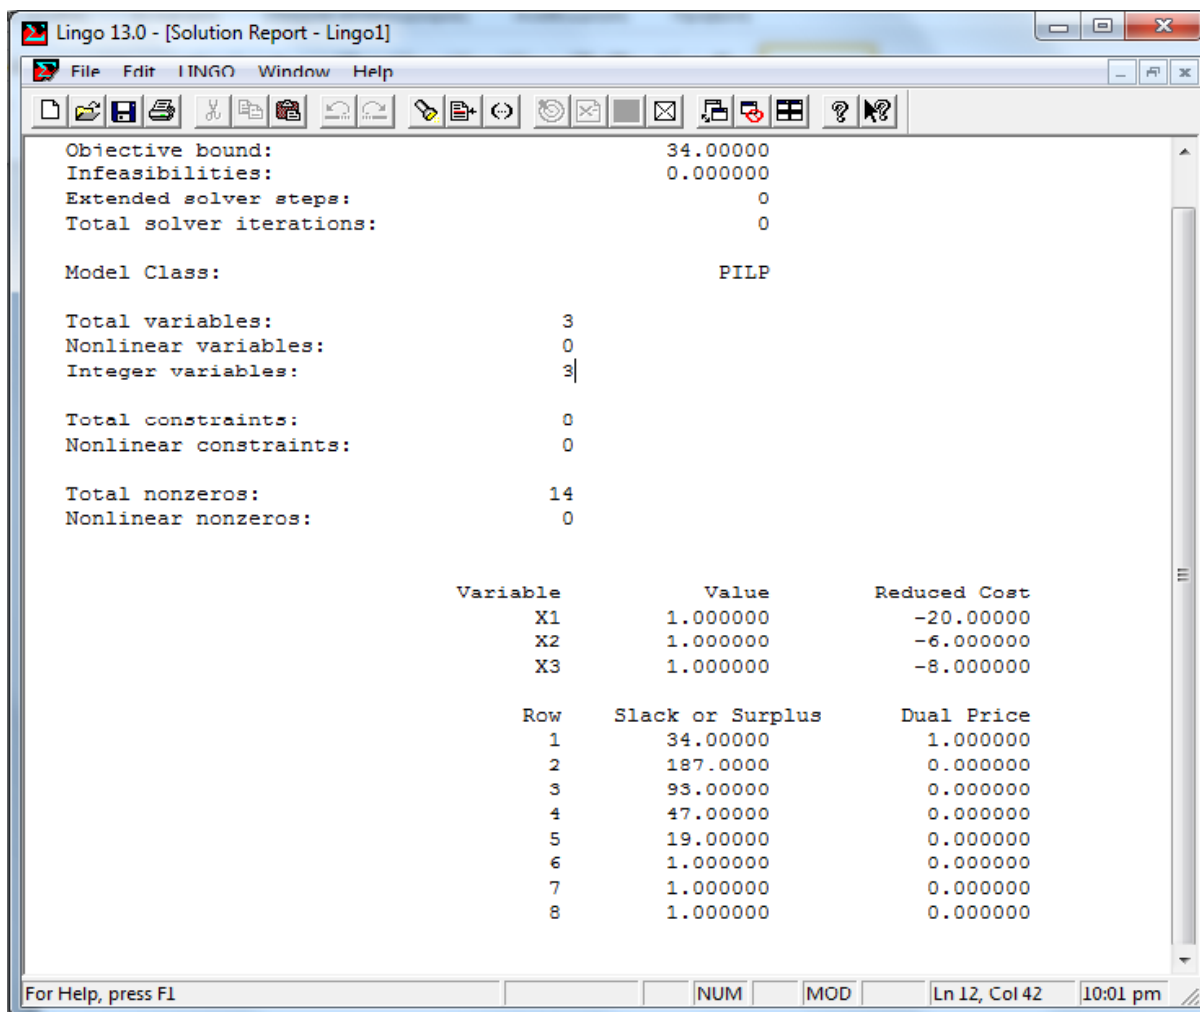 Lingo 13.0 - [Solution Report - Lingo1]
File Edit LINGO Window Help
Objective bound: 34.00000
Infeasibilities: 0.000000
Extended solver steps: 0
Total solver iterations: 0
Model Class: PILP
Total variables: 3
Nonlinear variables: 0
Integer variables: 3
Total constraints: 0
Nonlinear constraints: 0
Total nonzeros: 14
Nonlinear nonzeros: 0
Variable Value Reduced Cost
X1 1.000000 -20.00000
X2 1.000000 -6.000000
X3 1.000000 -8.000000
Row Slack or Surplus Dual Price
1 34.00000 1.000000
2 187.0000 0.000000
3 93.00000 0.000000
4 47.00000 0.000000
5 19.00000 0.000000
6 1.000000 0.000000
7 1.000000 0.000000
8 1.000000 0.000000
For Help, press F1 NUM MOD Ln 12, Col 42 10:01 pm